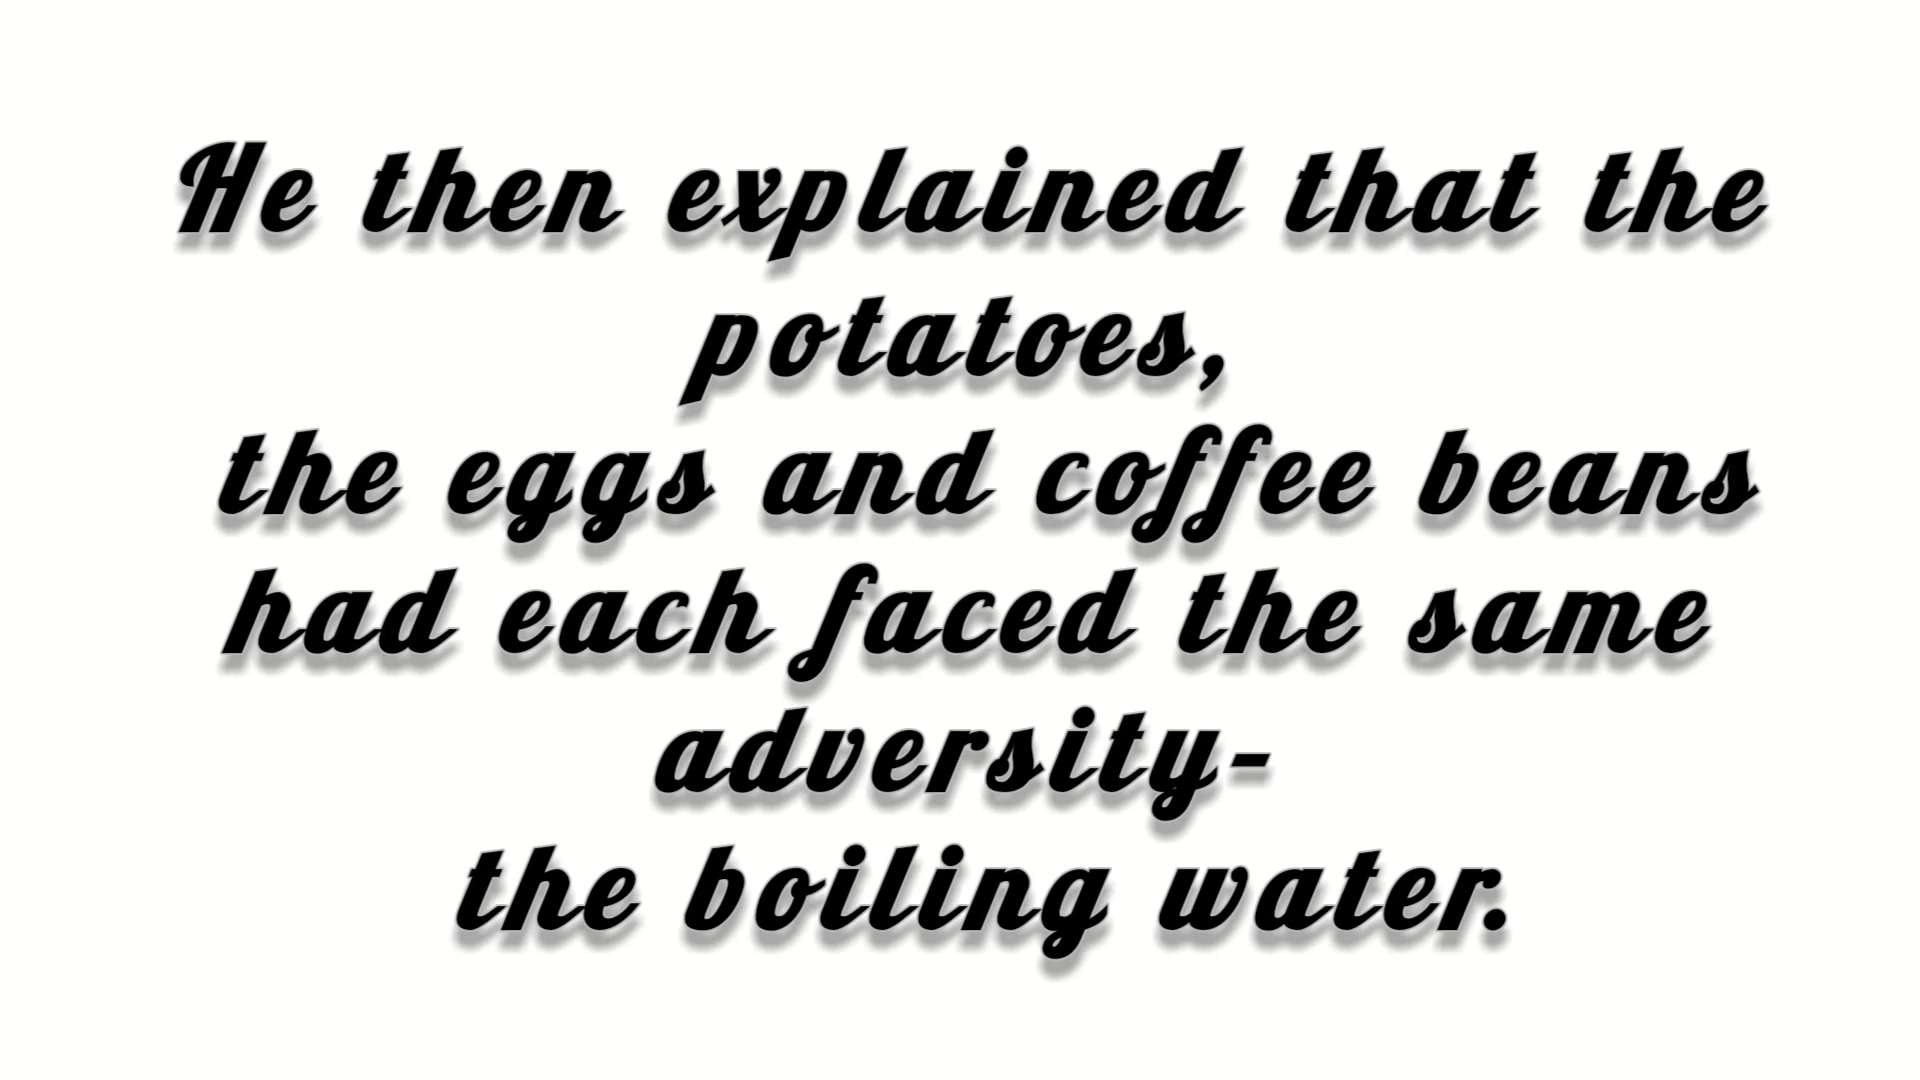 He then explained that the
potatoes,
the eggs and coffee beans
had each faced the same
adversity-
the boiling water.